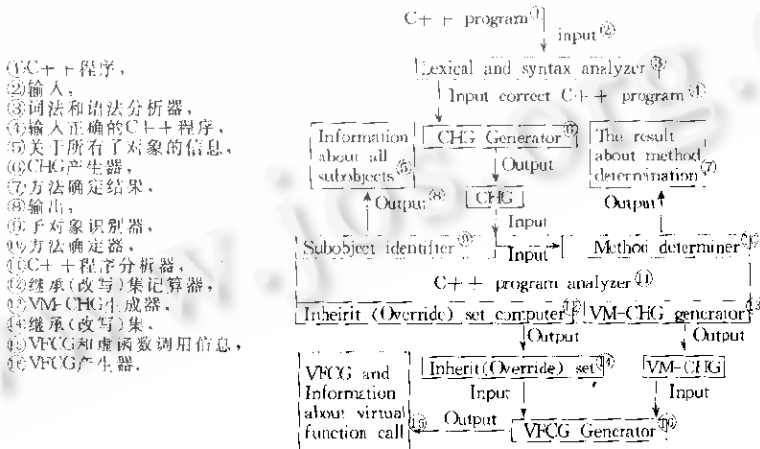 ①C++程序,
②输入,
③词法和语法分析器,
④输入正确的C++程序,
⑤关于所有子对象的信息,
⑥CHG产生器,
⑦方法确定结果,
⑧输出,
⑨子对象识别器,
⑩方法确定器,
⑪C++程序分析器,
⑫继承(改写)集记算器,
⑬VM-CHG生成器,
⑭继承(改写)集,
⑮VFCG和虚函数调用信息,
⑯VFCG产生器.
C++ program①
input②
Lexical and syntax analyzer③
Input correct C++ program④
Information about all subobjects⑤
CHG Generator⑥
The result about method determination⑦
Output
Output⑧
CHG
Output
Input
Subobject identifier⑨
Input
Method determiner⑩
C++ program analyzer⑪
Inheirit (Override) set computer⑫
VM-CHG generator⑬
Output
Output
VFCG and Information about virtual function call⑮
Inherit(Override) set⑭
VM-CHG
Input
Input
Output
VFCG Generator⑯
www.jos.org.c